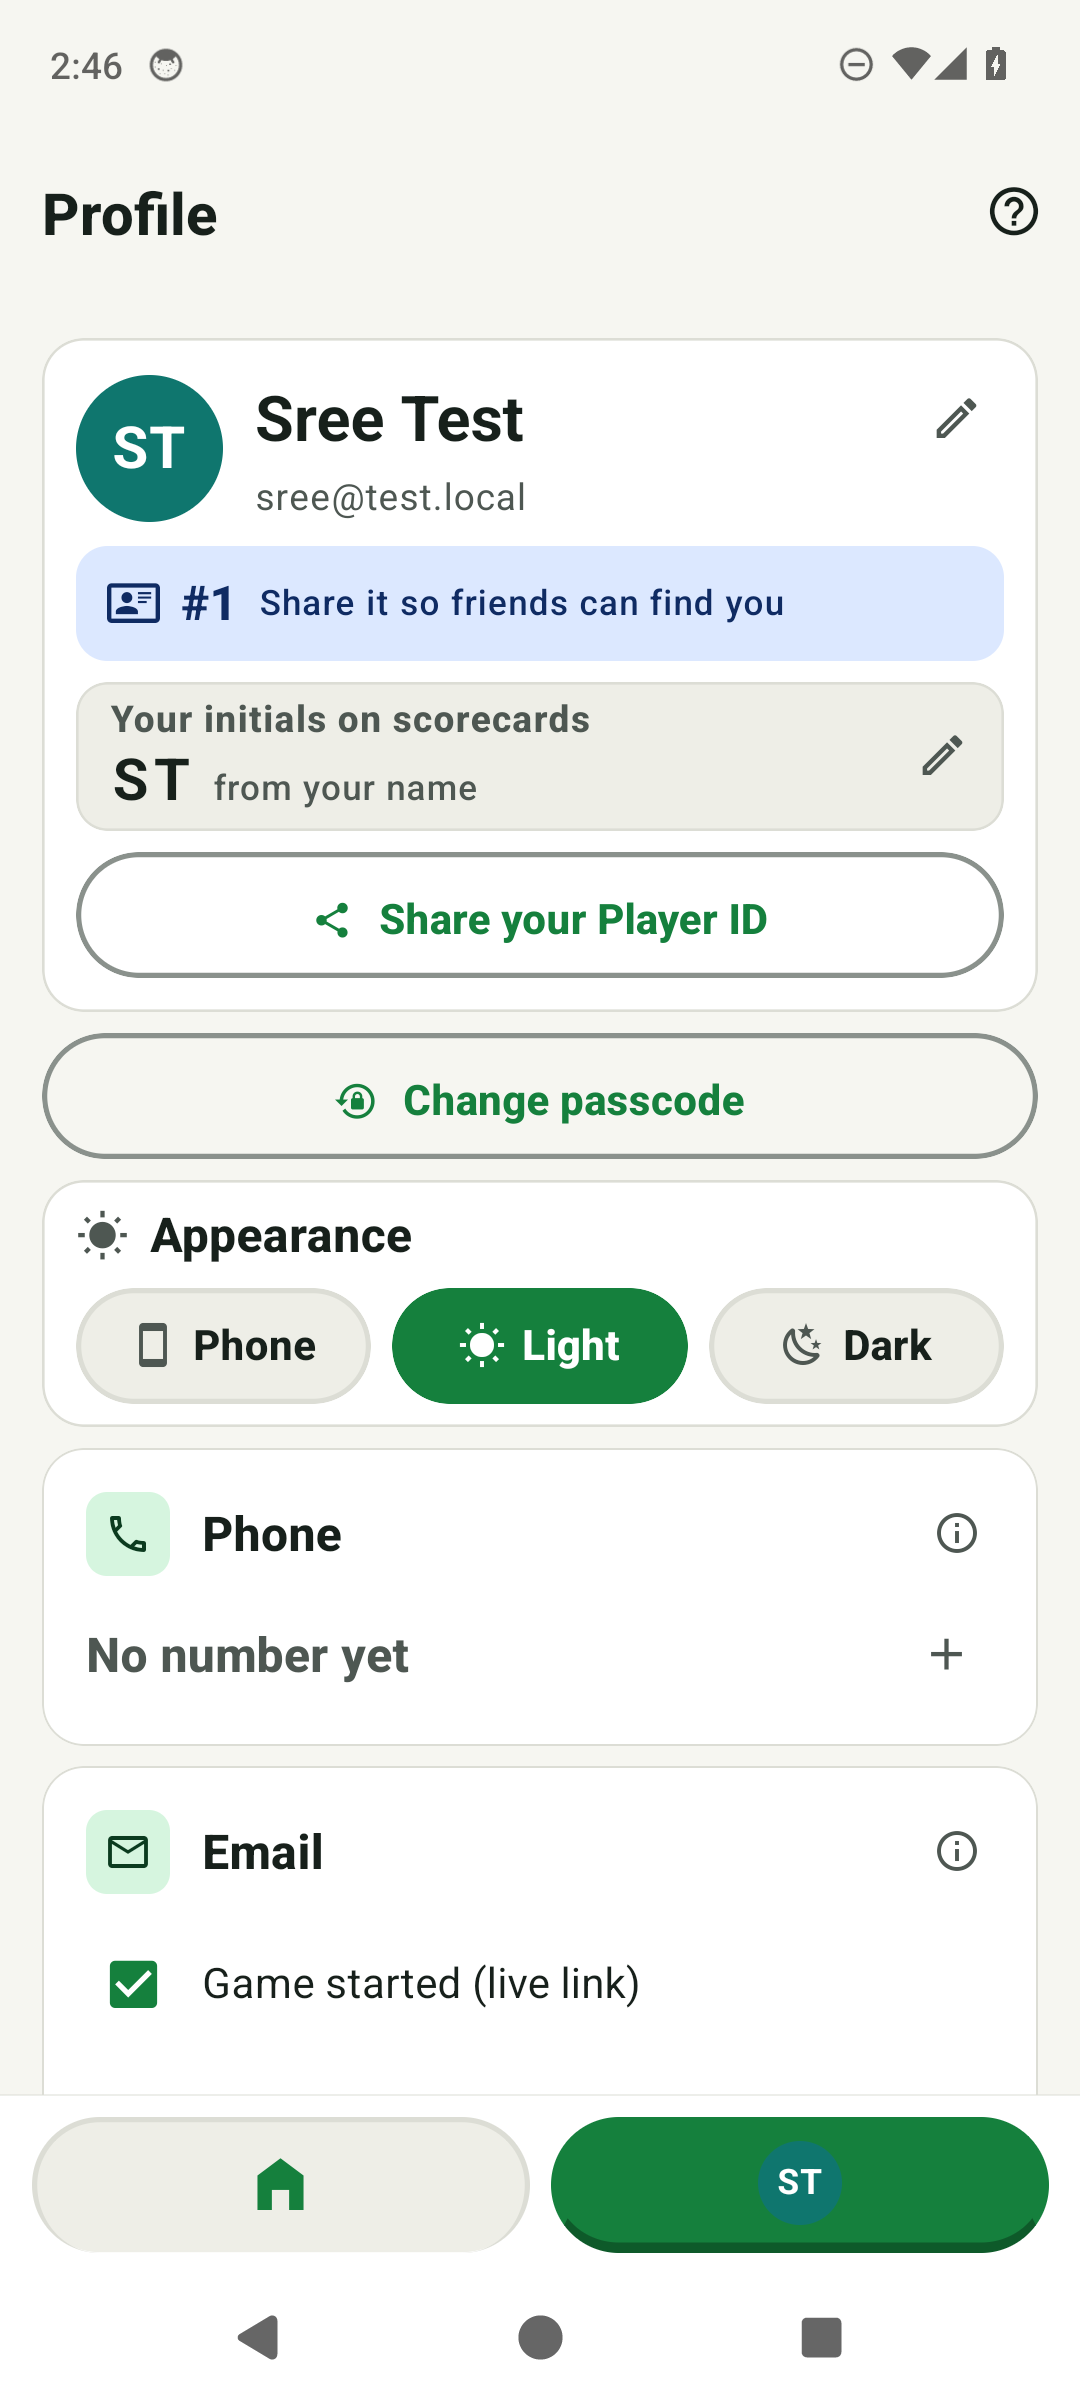 2:46
Profile
ST
Sree Test
sree@test.local
#1 Share it so friends can find you
Your initials on scorecards
ST from your name
Share your Player ID
Change passcode
Appearance
Phone Light Dark
Phone
No number yet
Email
Game started (live link)
ST